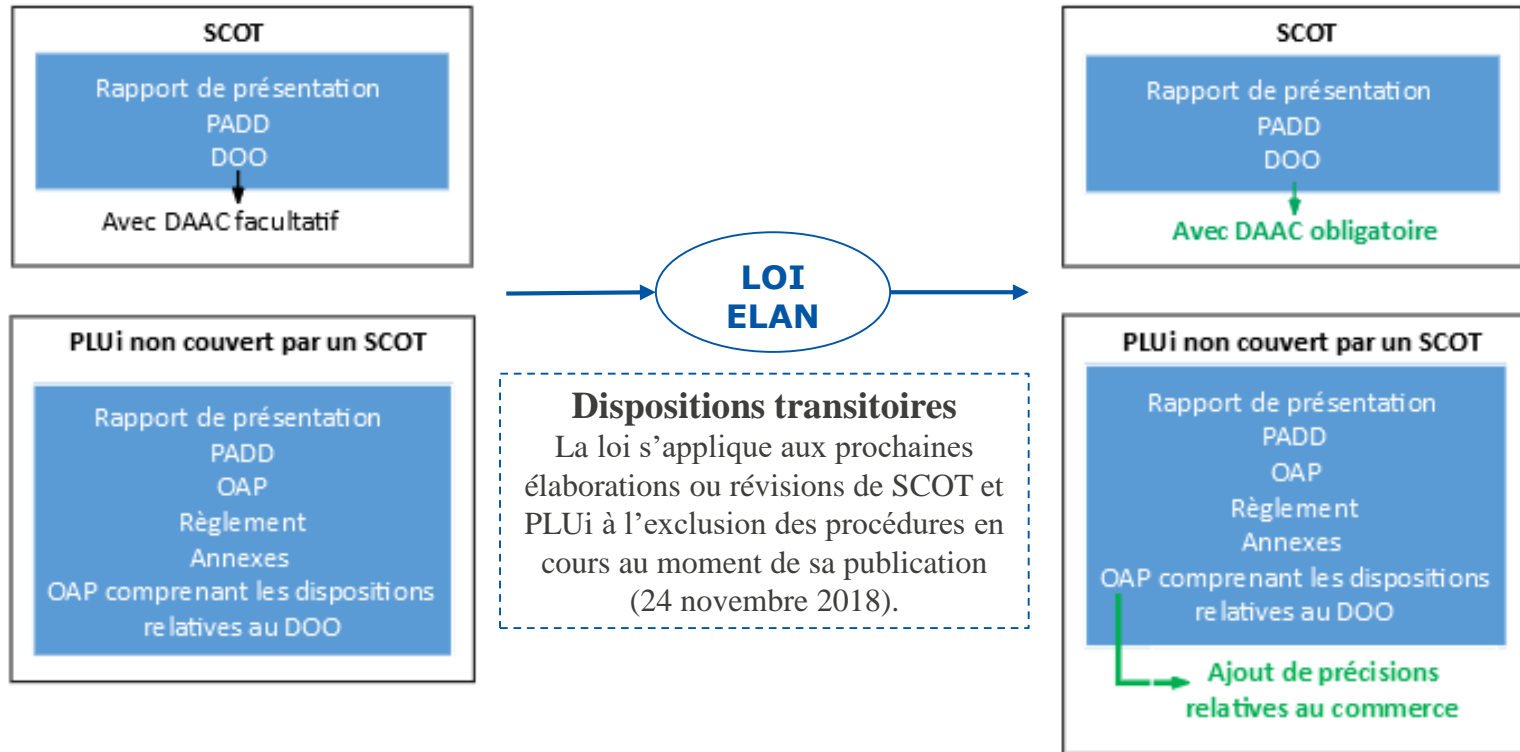 SCOT
Rapport de présentation
PADD
DOO
Avec DAAC facultatif
PLUi non couvert par un SCOT
Rapport de présentation
PADD
OAP
Règlement
Annexes
OAP comprenant les dispositions
relatives au DOO
LOI
ELAN
Dispositions transitoires
La loi s’applique aux prochaines
élaborations ou révisions de SCOT et
PLUi à l’exclusion des procédures en
cours au moment de sa publication
(24 novembre 2018).
SCOT
Rapport de présentation
PADD
DOO
Avec DAAC obligatoire
PLUi non couvert par un SCOT
Rapport de présentation
PADD
OAP
Règlement
Annexes
OAP comprenant les dispositions
relatives au DOO
Ajout de précisions
relatives au commerce